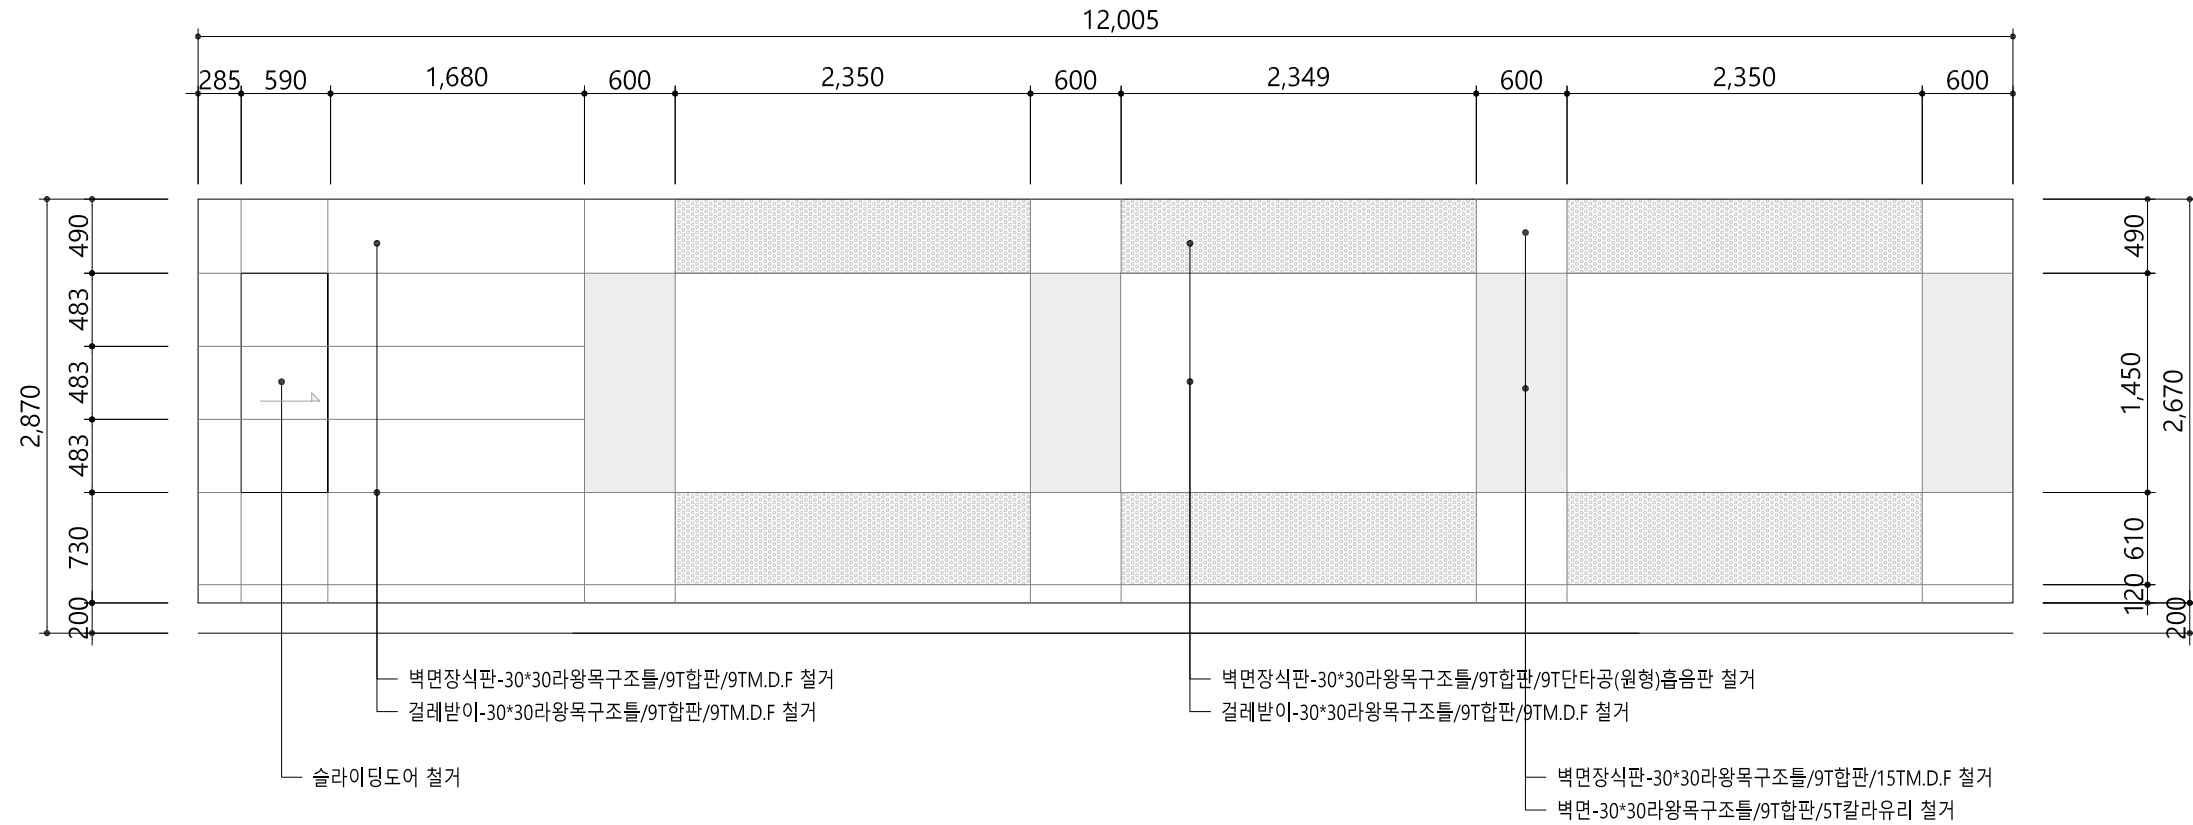 12,005
285 590 1,680 600 2,350 600 2,349 600 2,350 600
490
483
483
483
730
200
2,870
490
1,450
610
120
200
2,670
벽면장식판-30*30라왕목구조틀/9T합판/9TM.D.F 철거
걸레받이-30*30라왕목구조틀/9T합판/9TM.D.F 철거
슬라이딩도어 철거
벽면장식판-30*30라왕목구조틀/9T합판/9T단타공(원형)흡음판 철거
걸레받이-30*30라왕목구조틀/9T합판/9TM.D.F 철거
벽면장식판-30*30라왕목구조틀/9T합판/15TM.D.F 철거
벽면-30*30라왕목구조틀/9T합판/5T칼라유리 철거